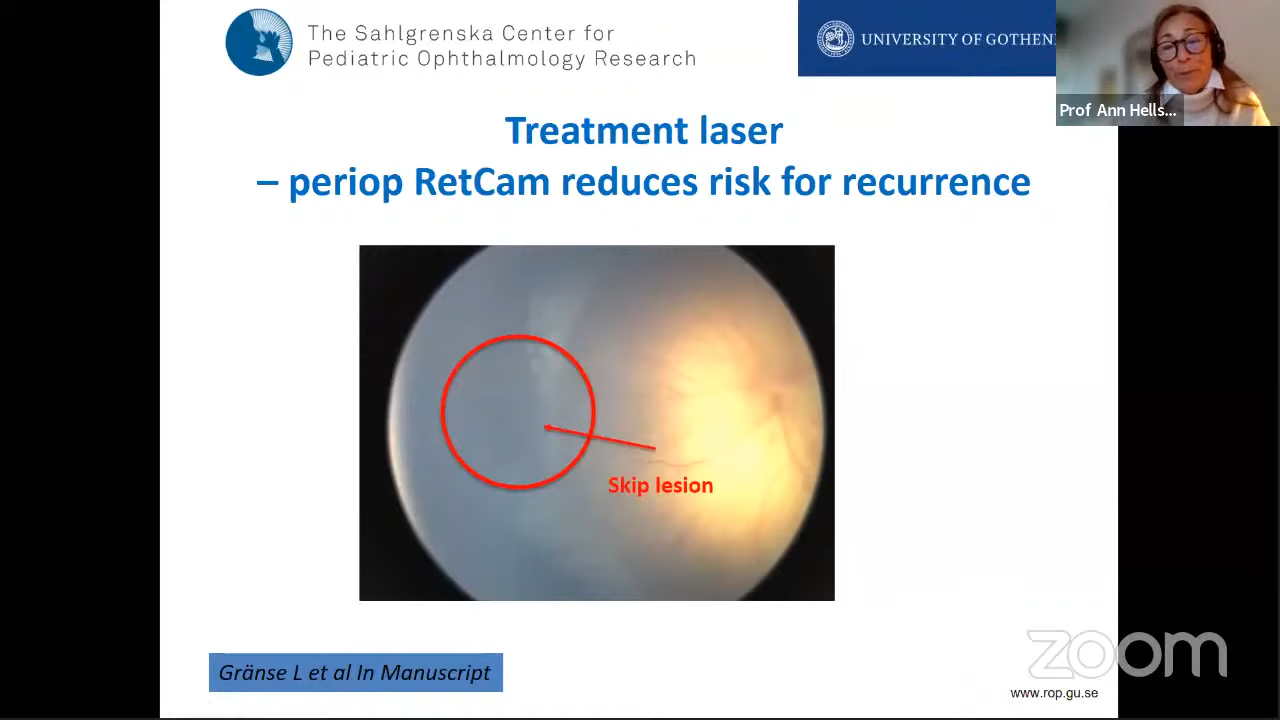 The Sahlgrenska Center for
Pediatric Ophthalmology Research
UNIVERSITY OF GOTHEN
Prof Ann Hells...
Treatment laser
– periop RetCam reduces risk for recurrence
Skip lesion
Gränse L et al In Manuscript
zoom
www.rop.gu.se